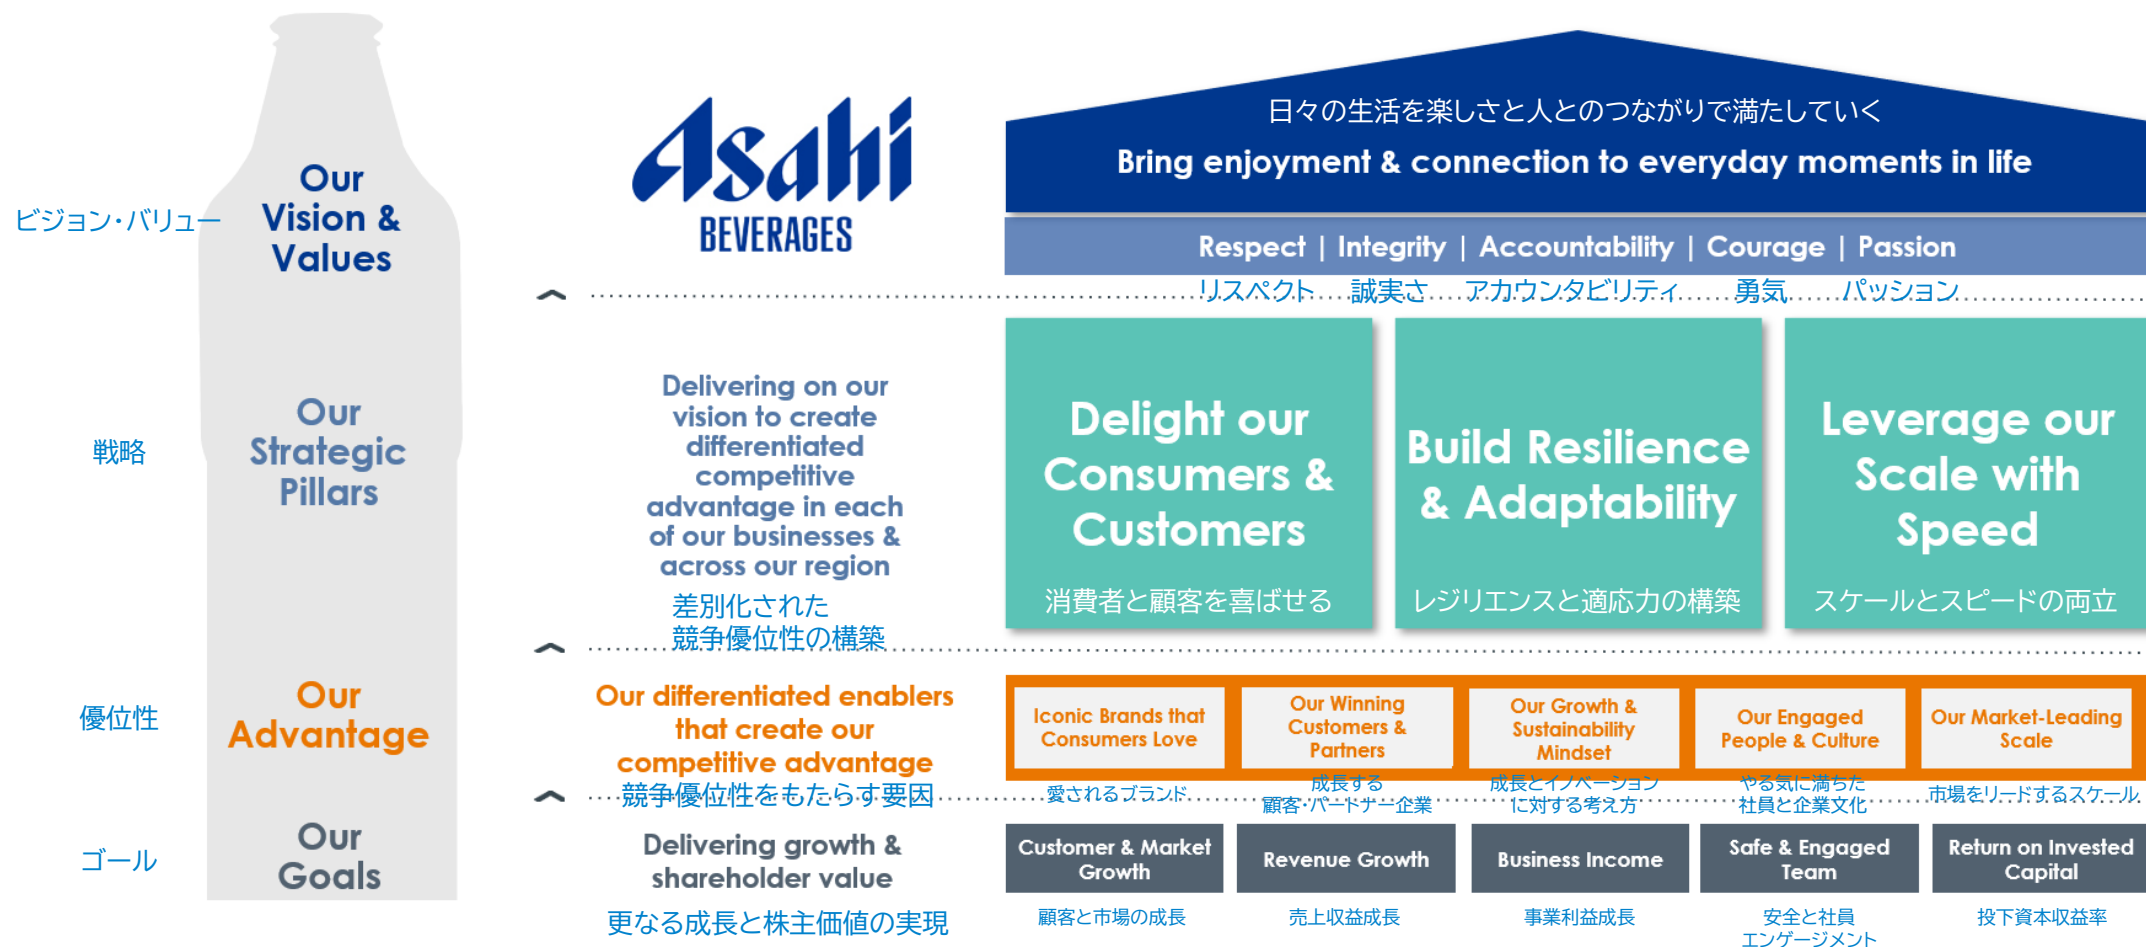 日々の生活を楽しさと人とのつながりで満たしていく
Bring enjoyment & connection to everyday moments in life
Asahi
BEVERAGES
ビジョン・バリュー
Our
Vision &
Values
Respect | Integrity | Accountability | Courage | Passion
リスペクト 誠実さ アカウンタビリティ 勇気 パッション
戦略
Our
Strategic
Pillars
Delivering on our
vision to create
differentiated
competitive
advantage in each
of our businesses &
across our region
差別化された
競争優位性の構築
Delight our
Consumers &
Customers
消費者と顧客を喜ばせる
Build Resilience
& Adaptability
レジリエンスと適応力の構築
Leverage our
Scale with
Speed
スケールとスピードの両立
優位性
Our
Advantage
Our differentiated enablers
that create our
competitive advantage
競争優位性をもたらす要因
Iconic Brands that
Consumers Love
愛されるブランド
Our Winning
Customers &
Partners
成長する
顧客・パートナー企業
Our Growth &
Sustainability
Mindset
成長とイノベーション
に対する考え方
Our Engaged
People & Culture
やる気に満ちた
社員と企業文化
Our Market-Leading
Scale
市場をリードするスケール
ゴール
Our
Goals
Delivering growth &
shareholder value
更なる成長と株主価値の実現
Customer & Market
Growth
顧客と市場の成長
Revenue Growth
売上収益成長
Business Income
事業利益成長
Safe & Engaged
Team
安全と社員
エンゲージメント
Return on Invested
Capital
投下資本収益率